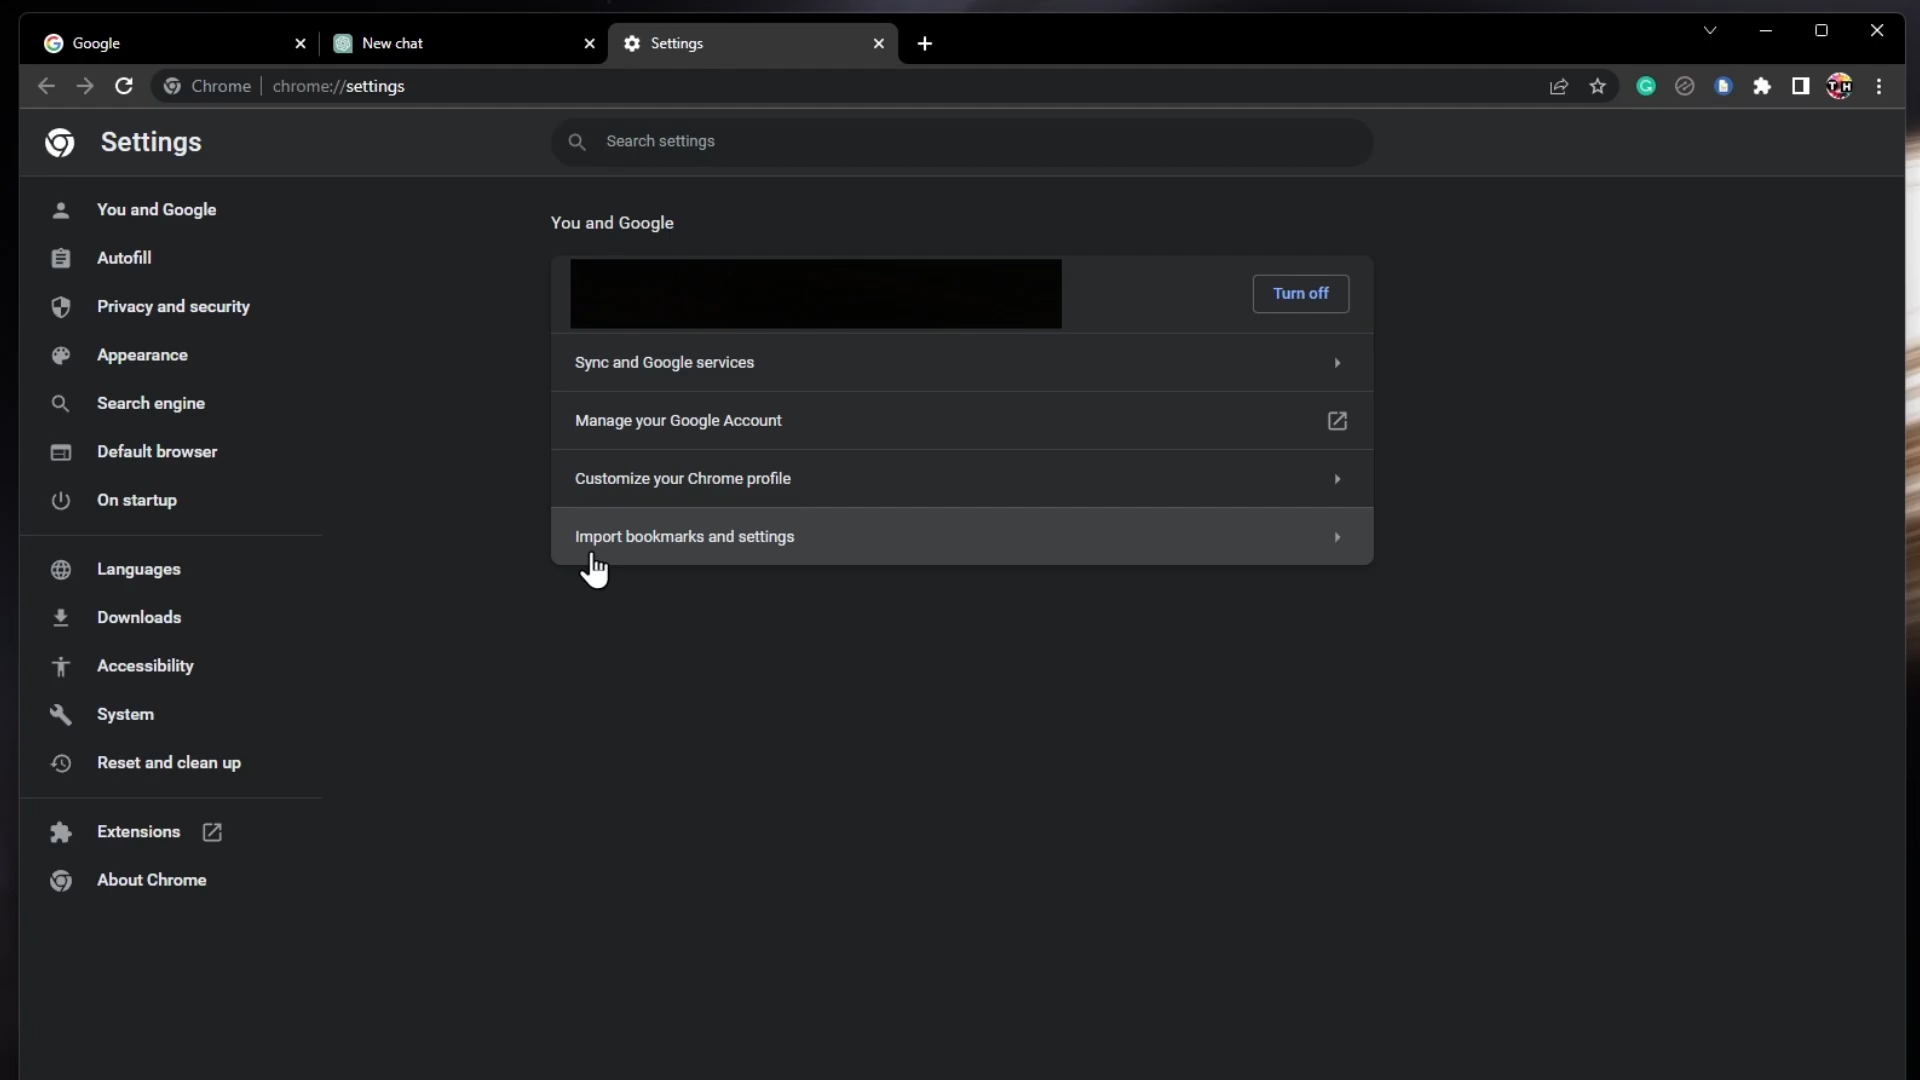 Google
New chat
Settings
Chrome
chrome://settings
Settings
Search settings
You and Google
Autofill
Privacy and security
Appearance
Search engine
Default browser
On startup
Languages
Downloads
Accessibility
System
Reset and clean up
Extensions
About Chrome
You and Google
Turn off
Sync and Google services
Manage your Google Account
Customize your Chrome profile
Import bookmarks and settings